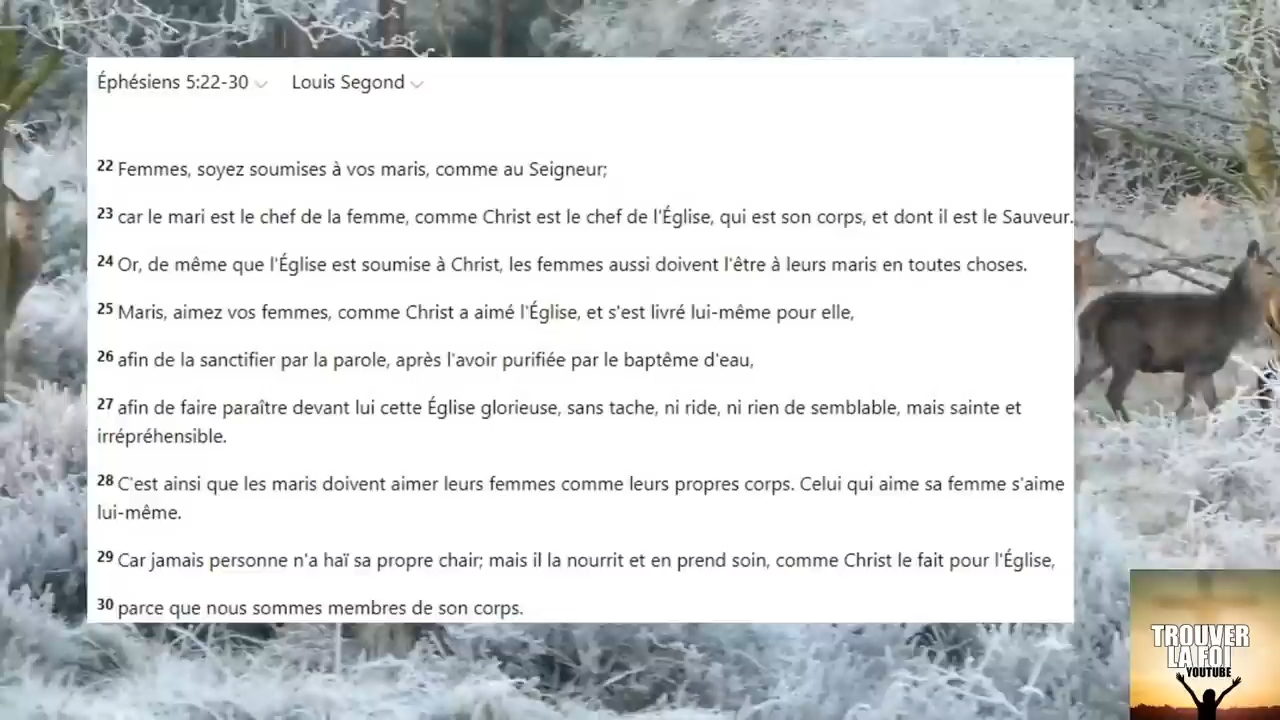 Éphésiens 5:22-30 Louis Segond
22 Femmes, soyez soumises à vos maris, comme au Seigneur;
23 car le mari est le chef de la femme, comme Christ est le chef de l'Église, qui est son corps, et dont il est le Sauveur.
24 Or, de même que l'Église est soumise à Christ, les femmes aussi doivent l'être à leurs maris en toutes choses.
25 Maris, aimez vos femmes, comme Christ a aimé l'Église, et s'est livré lui-même pour elle,
26 afin de la sanctifier par la parole, après l'avoir purifiée par le baptême d'eau,
27 afin de faire paraître devant lui cette Église glorieuse, sans tache, ni ride, ni rien de semblable, mais sainte et
irrépréhensible.
28 C'est ainsi que les maris doivent aimer leurs femmes comme leurs propres corps. Celui qui aime sa femme s'aime
lui-même.
29 Car jamais personne n'a haï sa propre chair; mais il la nourrit et en prend soin, comme Christ le fait pour l'Église,
30 parce que nous sommes membres de son corps.
TROUVER
LA FOI
YOUTUBE